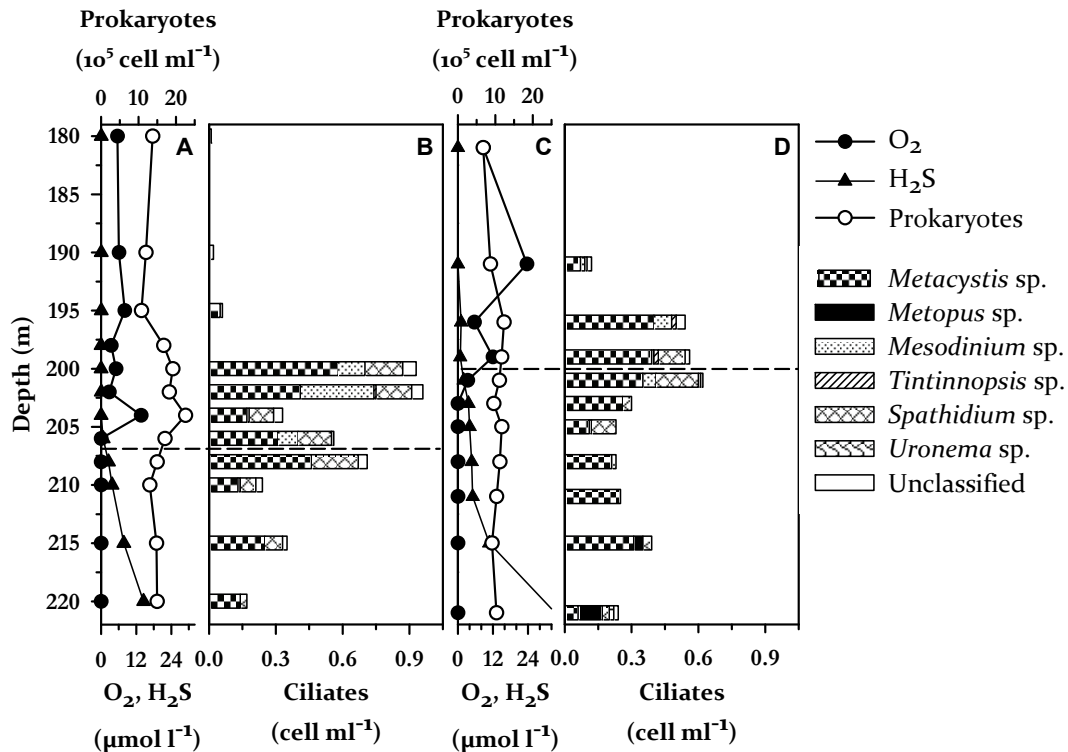 Prokaryotes
(10⁵ cell ml⁻¹)
0 10 20
Prokaryotes
(10⁵ cell ml⁻¹)
0 10 20
Depth (m)
180
185
190
195
200
205
210
215
220
A
B
C
D
0 12 24
0.0 0.3 0.6 0.9
0 12 24
0.0 0.3 0.6 0.9
O₂, H₂S
(µmol l⁻¹)
Ciliates
(cell ml⁻¹)
O₂, H₂S
(µmol l⁻¹)
Ciliates
(cell ml⁻¹)
O₂
H₂S
Prokaryotes
Metacystis sp.
Metopus sp.
Mesodinium sp.
Tintinnopsis sp.
Spathidium sp.
Uronema sp.
Unclassified